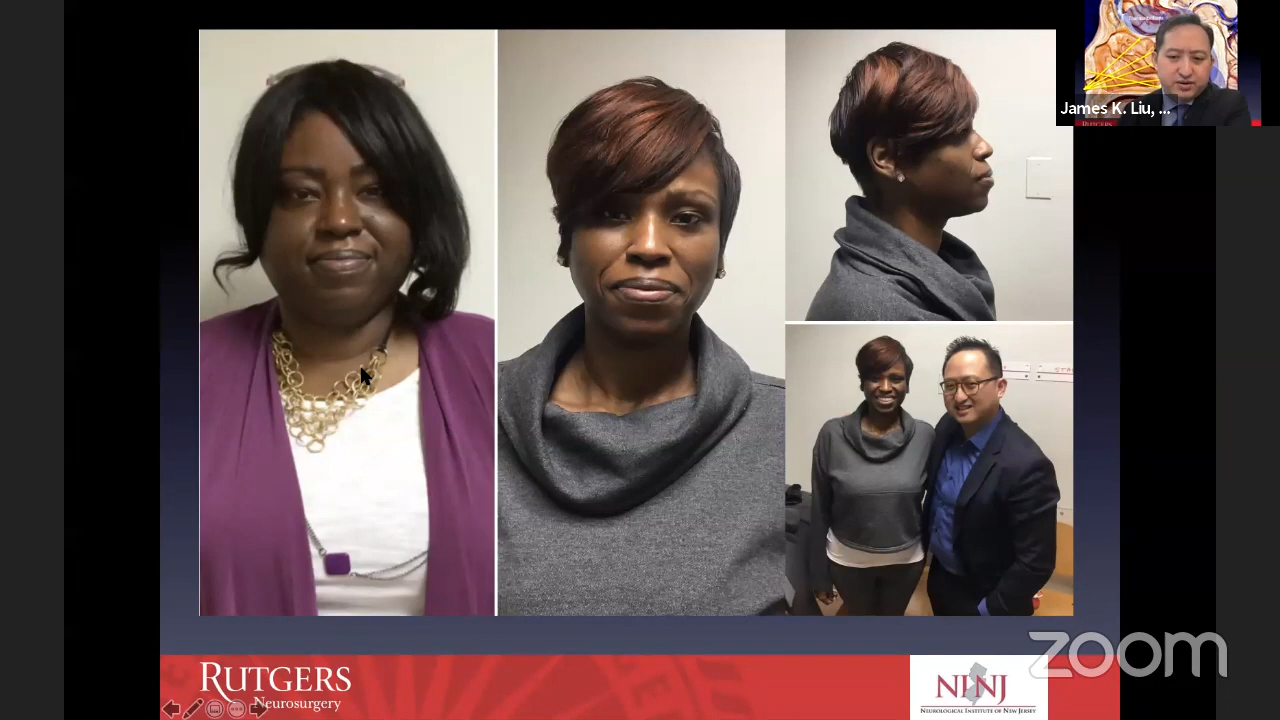 James K. Liu, ...
RUTGERS
Neurosurgery
NINJ
NEUROLOGICAL INSTITUTE OF NEW JERSEY
zoom